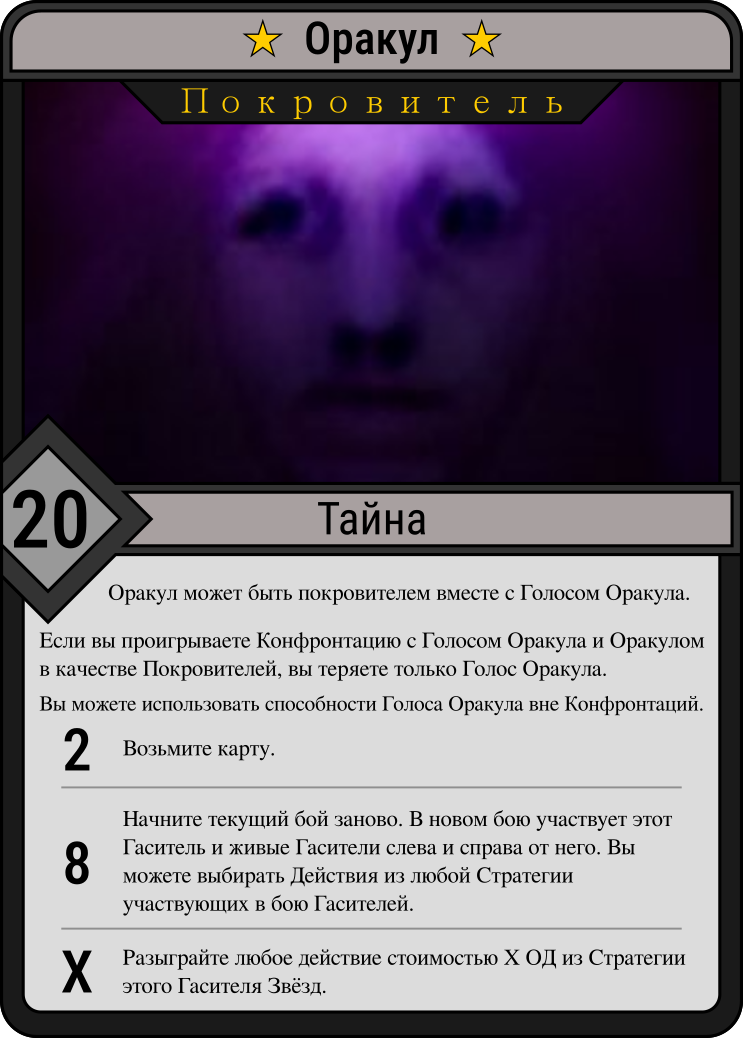 ★ Оракул ★
Покровитель
20
Тайна
Оракул может быть покровителем вместе с Голосом Оракула.
Если вы проигрываете Конфронтацию с Голосом Оракула и Оракулом
в качестве Покровителей, вы теряете только Голос Оракула.
Вы можете использовать способности Голоса Оракула вне Конфронтаций.
2 Возьмите карту.
8 Начните текущий бой заново. В новом бою участвует этот
Гаситель и живые Гасители слева и справа от него. Вы
можете выбирать Действия из любой Стратегии
участвующих в бою Гасителей.
X Разыграйте любое действие стоимостью X ОД из Стратегии
этого Гасителя Звёзд.